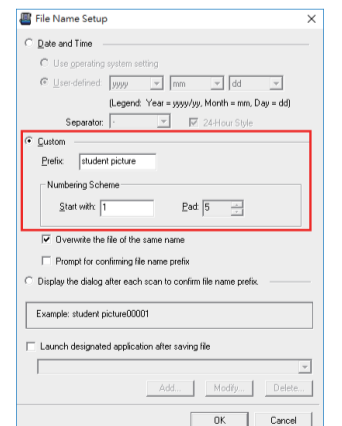 File Name Setup
Date and Time
Use operating system setting
User-defined: yyyy mm dd
(Legend: Year = yyyy/yy, Month = mm, Day = dd)
Separator: - 24-Hour Style
Custom
Prefix: student picture
Numbering Scheme
Start with: 1 Pad: 5
Overwrite the file of the same name
Prompt for confirming file name prefix
Display the dialog after each scan to confirm file name prefix.
Example: student picture00001
Launch designated application after saving file
Add... Modify... Delete...
OK Cancel